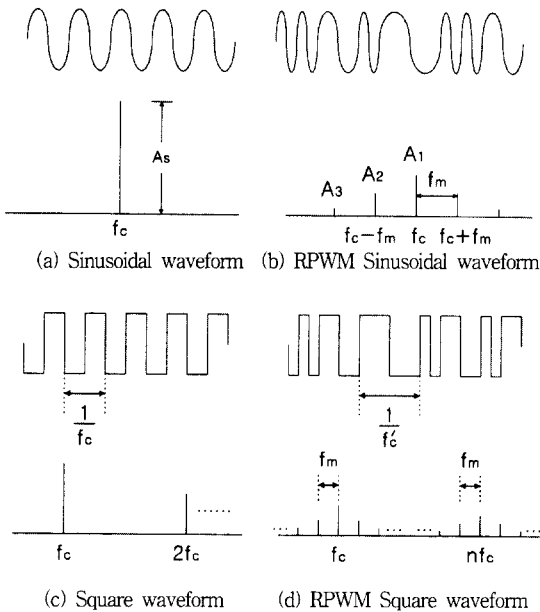 As
fc
(a) Sinusoidal waveform
A3
A2
A1
fm
fc−fm
fc
fc+fm
(b) RPWM Sinusoidal waveform
1
fc
fc
2fc
........
(c) Square waveform
1
f′c
fm
fm
fc
nfc
(d) RPWM Square waveform